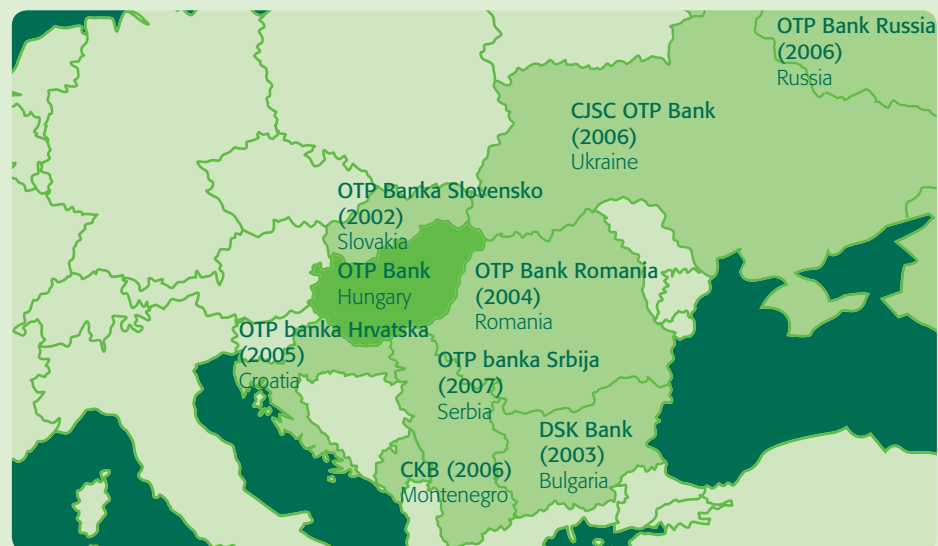 OTP Bank Russia
(2006)
Russia
CJSC OTP Bank
(2006)
Ukraine
OTP Banka Slovensko
(2002)
Slovakia
OTP Bank
Hungary
OTP Bank Romania
(2004)
Romania
OTP banka Hrvatska
(2005)
Croatia
OTP banka Srbija
(2007)
Serbia
DSK Bank
(2003)
Bulgaria
CKB (2006)
Montenegro